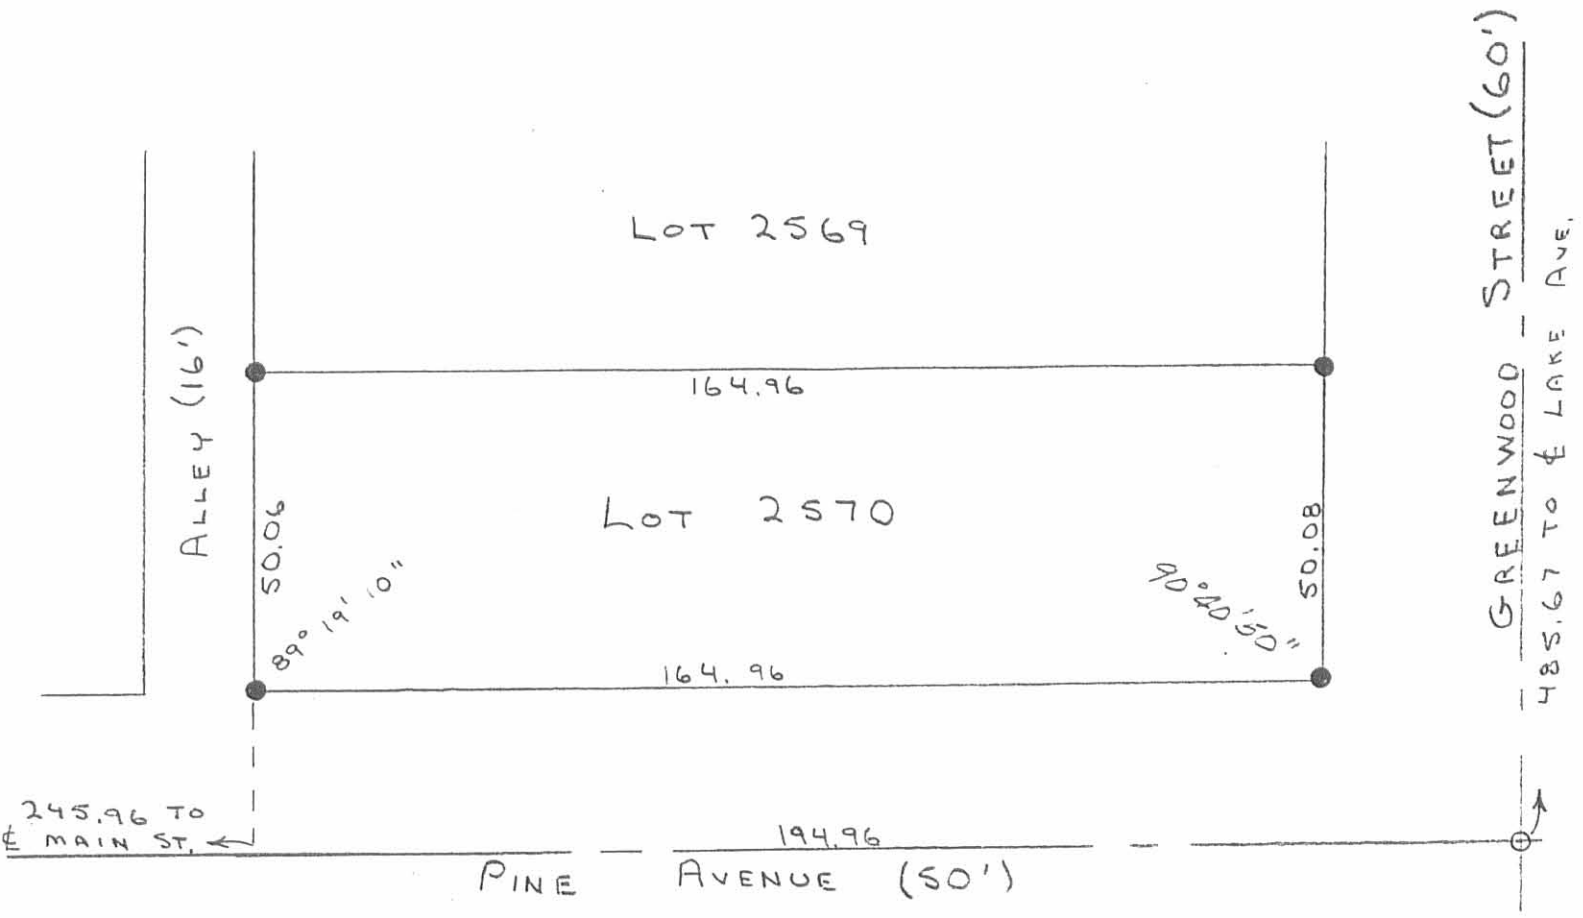 LOT 2569
ALLEY (16')
164.96
LOT 2570
50.06
50.08
89° 19' 10"
90° 40' 50"
164.96
GREENWOOD STREET (60')
485.67 TO ℄ LAKE AVE.
245.96 TO
℄ MAIN ST.
194.96
PINE AVENUE (50')